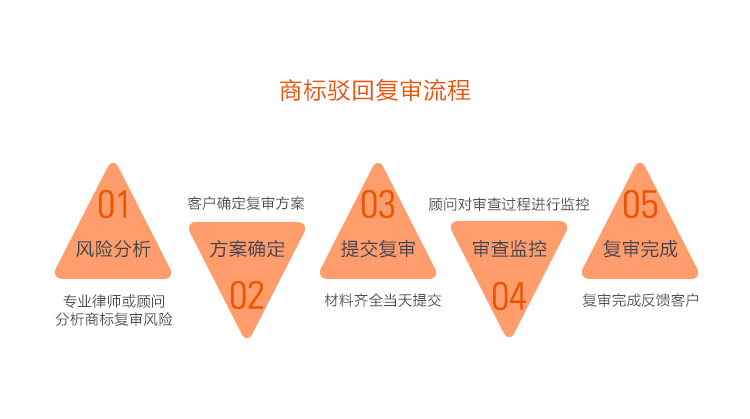 商标驳回复审流程
01
风险分析
专业律师或顾问
分析商标复审风险
客户确定复审方案
方案确定
02
03
提交复审
材料齐全当天提交
顾问对审查过程进行监控
审查监控
04
05
复审完成
复审完成反馈客户